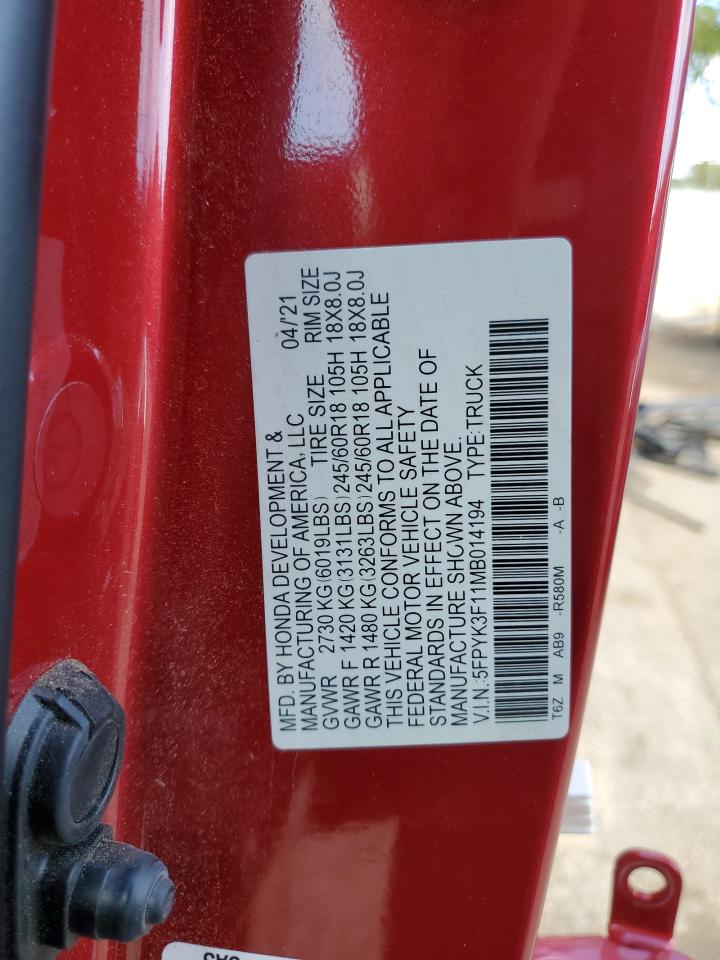 MFD. BY HONDA DEVELOPMENT &
MANUFACTURING OF AMERICA, LLC 04/'21
GVWR 2730 KG(6019LBS) TIRE SIZE RIM SIZE
GAWR F 1420 KG(3131LBS) 245/60R18 105H 18X8.0J
GAWR R 1480 KG(3263LBS) 245/60R18 105H 18X8.0J
THIS VEHICLE CONFORMS TO ALL APPLICABLE
FEDERAL MOTOR VEHICLE SAFETY
STANDARDS IN EFFECT ON THE DATE OF
MANUFACTURE SHOWN ABOVE.
V.I.N.:5FPYK3F11MB014194 TYPE:TRUCK
T6Z M AB9 -R580M -A -B